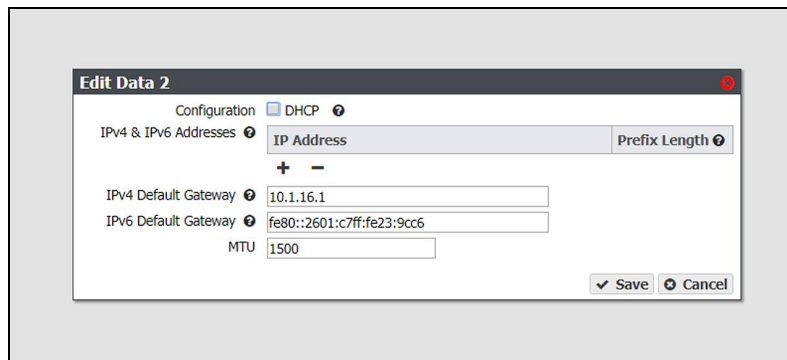 Edit Data 2
Configuration DHCP
IPv4 & IPv6 Addresses IP Address Prefix Length
+ −
IPv4 Default Gateway 10.1.16.1
IPv6 Default Gateway fe80::2601:c7ff:fe23:9cc6
MTU 1500
Save Cancel